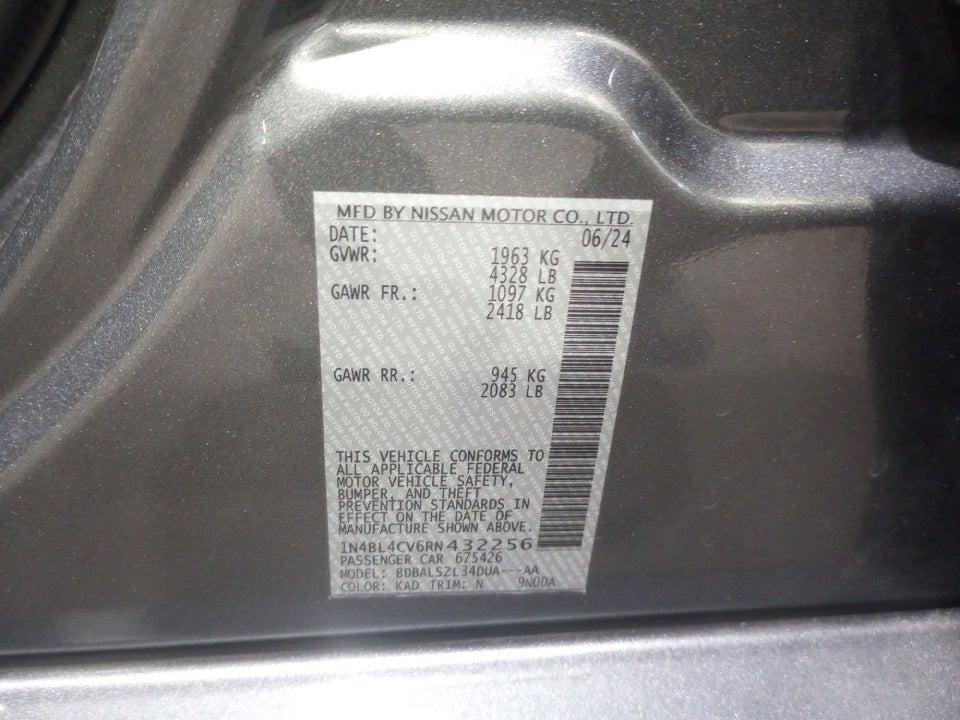 MFD BY NISSAN MOTOR CO., LTD.
DATE: 06/24
GVWR: 1963 KG
4328 LB
GAWR FR.: 1097 KG
2418 LB
GAWR RR.: 945 KG
2083 LB
THIS VEHICLE CONFORMS TO
ALL APPLICABLE FEDERAL
MOTOR VEHICLE SAFETY,
BUMPER, AND THEFT
PREVENTION STANDARDS IN
EFFECT ON THE DATE OF
MANUFACTURE SHOWN ABOVE.
1N4BL4CV6RN432256
PASSENGER CAR 675426
MODEL: BDBALSZL34DUA---AA
COLOR: KAD TRIM: N 9N00A